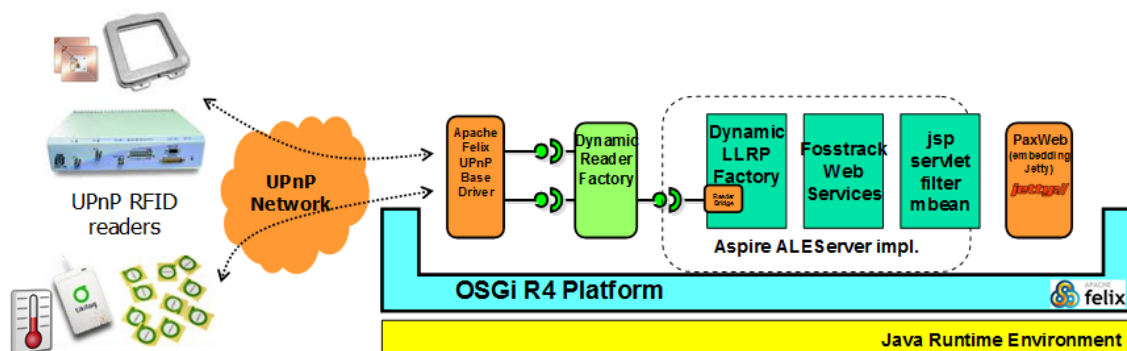 UPnP RFID
readers
UPnP
Network
Apache
Felix
UPnP
Base
Driver
Dynamic
Reader
Factory
Dynamic
LLRP
Factory
Reader
Bridge
Fosstrack
Web
Services
jsp
servlet
filter
mbean
Aspire ALEServer impl.
PaxWeb
(embedding
Jetty)
jetty://
OSGi R4 Platform
APACHE
felix
Java Runtime Environment